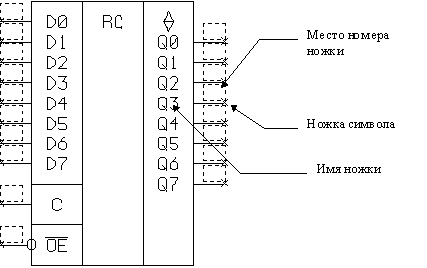 D0
D1
D2
D3
D4
D5
D6
D7
C
OE
RG
Q0
Q1
Q2
Q3
Q4
Q5
Q6
Q7
Место номера
ножки
Ножка символа
Имя ножки